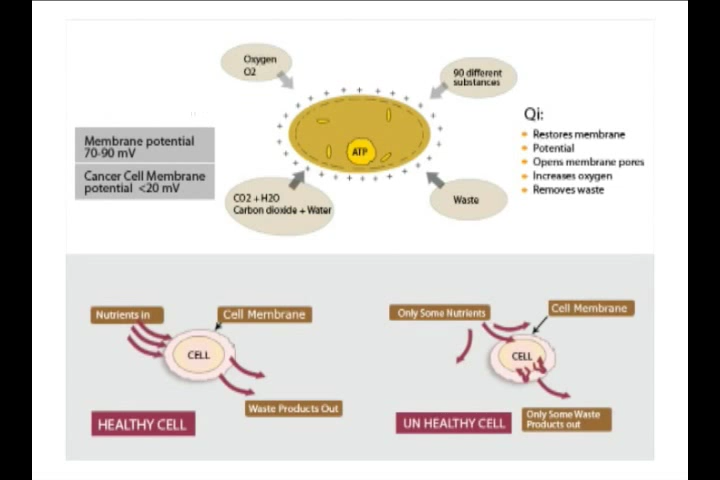 Oxygen
O2
90 different
substances
Membrane potential
70-90 mV
Cancer Cell Membrane
potential <20 mV
ATP
Qi:
Restores membrane
Potential
Opens membrane pores
Increases oxygen
Removes waste
CO2 + H2O
Carbon dioxide + Water
Waste
Nutrients in
Cell Membrane
CELL
Waste Products Out
HEALTHY CELL
Only Some Nutrients
Cell Membrane
CELL
Only Some Waste
Products out
UN HEALTHY CELL